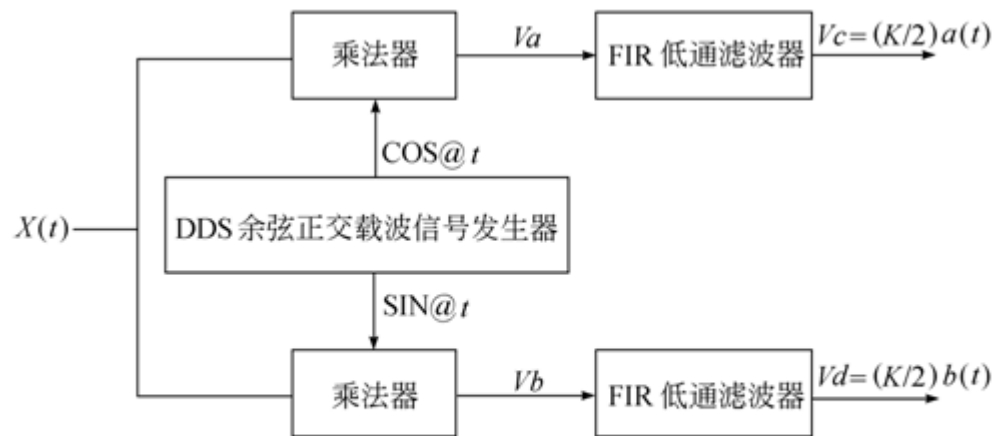 乘法器
Va
FIR 低通滤波器
Vc=(K/2)a(t)
COS@t
X(t)
DDS 余弦正交载波信号发生器
SIN@t
乘法器
Vb
FIR 低通滤波器
Vd=(K/2)b(t)